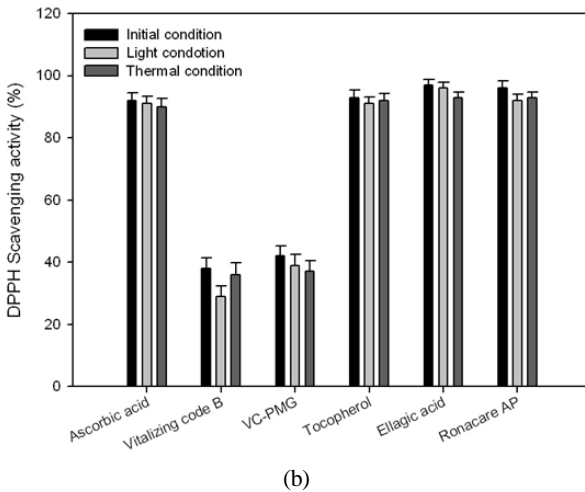 120
100
80
60
40
20
0
DPPH Scavenging activity (%)
Initial condition
Light condotion
Thermal condition
Ascorbic acid
Vitalizing code B
VC-PMG
Tocopherol
Ellagic acid
Ronacare AP
(b)